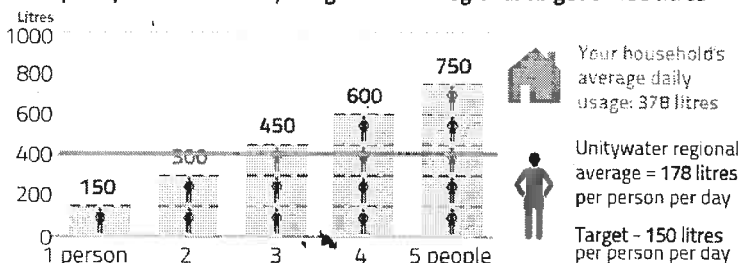 Litres
1000
800
600
400
200
0
150
300
450
600
750
1 person
2
3
4
5 people
Your household's
average daily
usage: 378 litres
Unitywater regional
average = 178 litres
per person per day
Target - 150 litres
per person per day